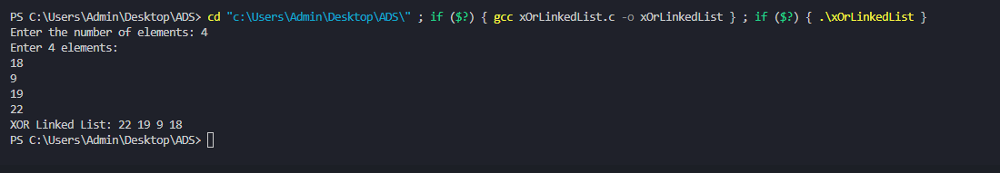 PS C:\Users\Admin\Desktop\ADS> cd "c:\Users\Admin\Desktop\ADS\" ; if ($?) { gcc xOrLinkedList.c -o xOrLinkedList } ; if ($?) { .\xOrLinkedList }
Enter the number of elements: 4
Enter 4 elements:
18
9
19
22
XOR Linked List: 22 19 9 18
PS C:\Users\Admin\Desktop\ADS>